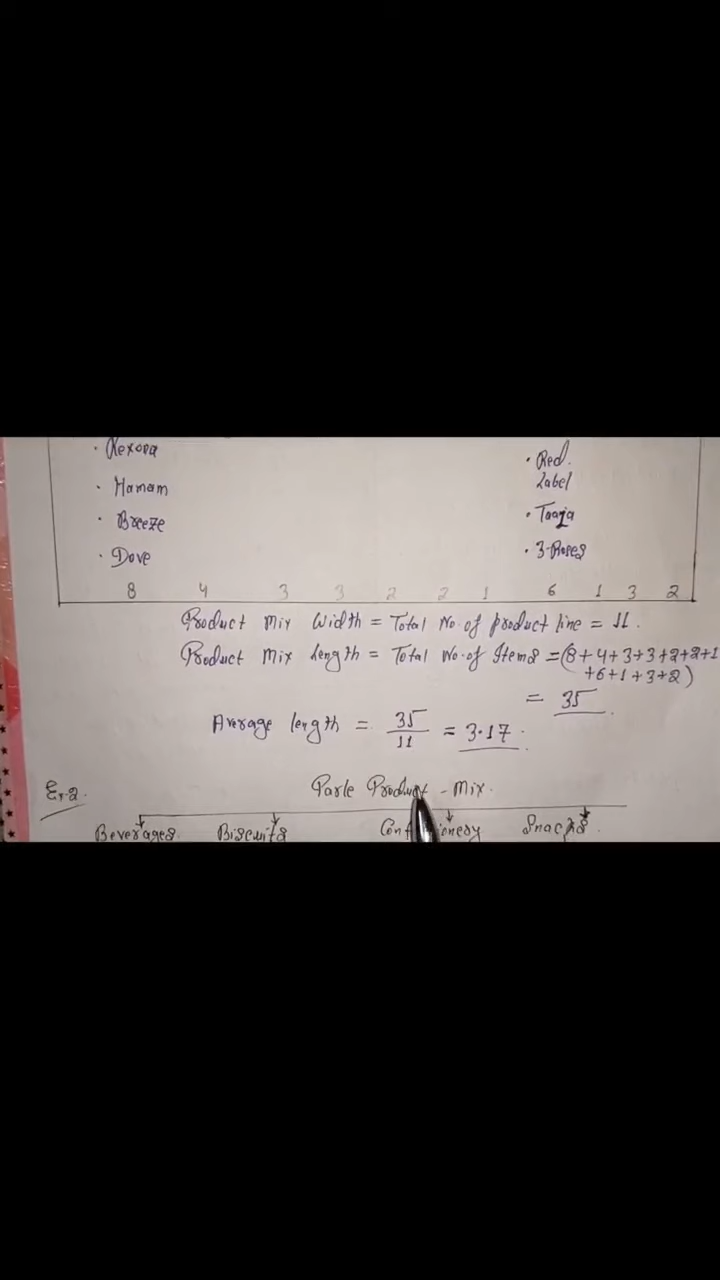 · Rexona
· Red
Label
· Hamam
· Taaja
· Breeze
· 3-Roses
· Dove
8 4 3 3 2 2 1 6 1 3 2
Product Mix Width = Total No. of product line = 11.
Product Mix Length = Total No. of Items = (8+4+3+3+2+2+1
+6+1+3+2)
= 35
Average length = 35/11 = 3.17.
Ex-2. Parle Product - Mix.
Beverages Biscuits Confectionery Snacks.